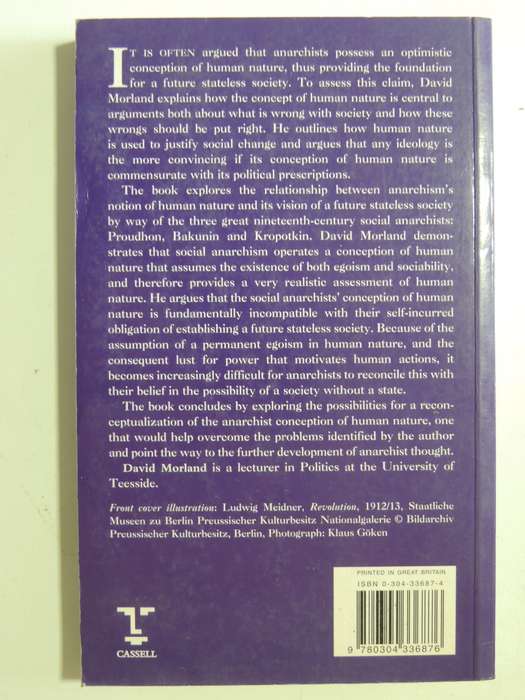 IT IS OFTEN argued that anarchists possess an optimistic
conception of human nature, thus providing the foundation
for a future stateless society. To assess this claim, David
Morland explains how the concept of human nature is central to
arguments both about what is wrong with society and how these
wrongs should be put right. He outlines how human nature
is used to justify social change and argues that any ideology is
the more convincing if its conception of human nature is
commensurate with its political prescriptions.
The book explores the relationship between anarchism's
notion of human nature and its vision of a future stateless society
by way of the three great nineteenth-century social anarchists:
Proudhon, Bakunin and Kropotkin. David Morland demon-
strates that social anarchism operates a conception of human
nature that assumes the existence of both egoism and sociability,
and therefore provides a very realistic assessment of human
nature. He argues that the social anarchists' conception of human
nature is fundamentally incompatible with their self-incurred
obligation of establishing a future stateless society. Because of the
assumption of a permanent egoism in human nature, and the
consequent lust for power that motivates human actions, it
becomes increasingly difficult for anarchists to reconcile this with
their belief in the possibility of a society without a state.
The book concludes by exploring the possibilities for a recon-
ceptualization of the anarchist conception of human nature, one
that would help overcome the problems identified by the author
and point the way to the further development of anarchist thought.
David Morland is a lecturer in Politics at the University of
Teesside.
Front cover illustration: Ludwig Meidner, Revolution, 1912/13, Staatliche
Museen zu Berlin Preussischer Kulturbesitz Nationalgalerie © Bildarchiv
Preussischer Kulturbesitz, Berlin, Photograph: Klaus Göken
PRINTED IN GREAT BRITAIN
ISBN 0-304-33687-4
9 780304 336876
CASSELL